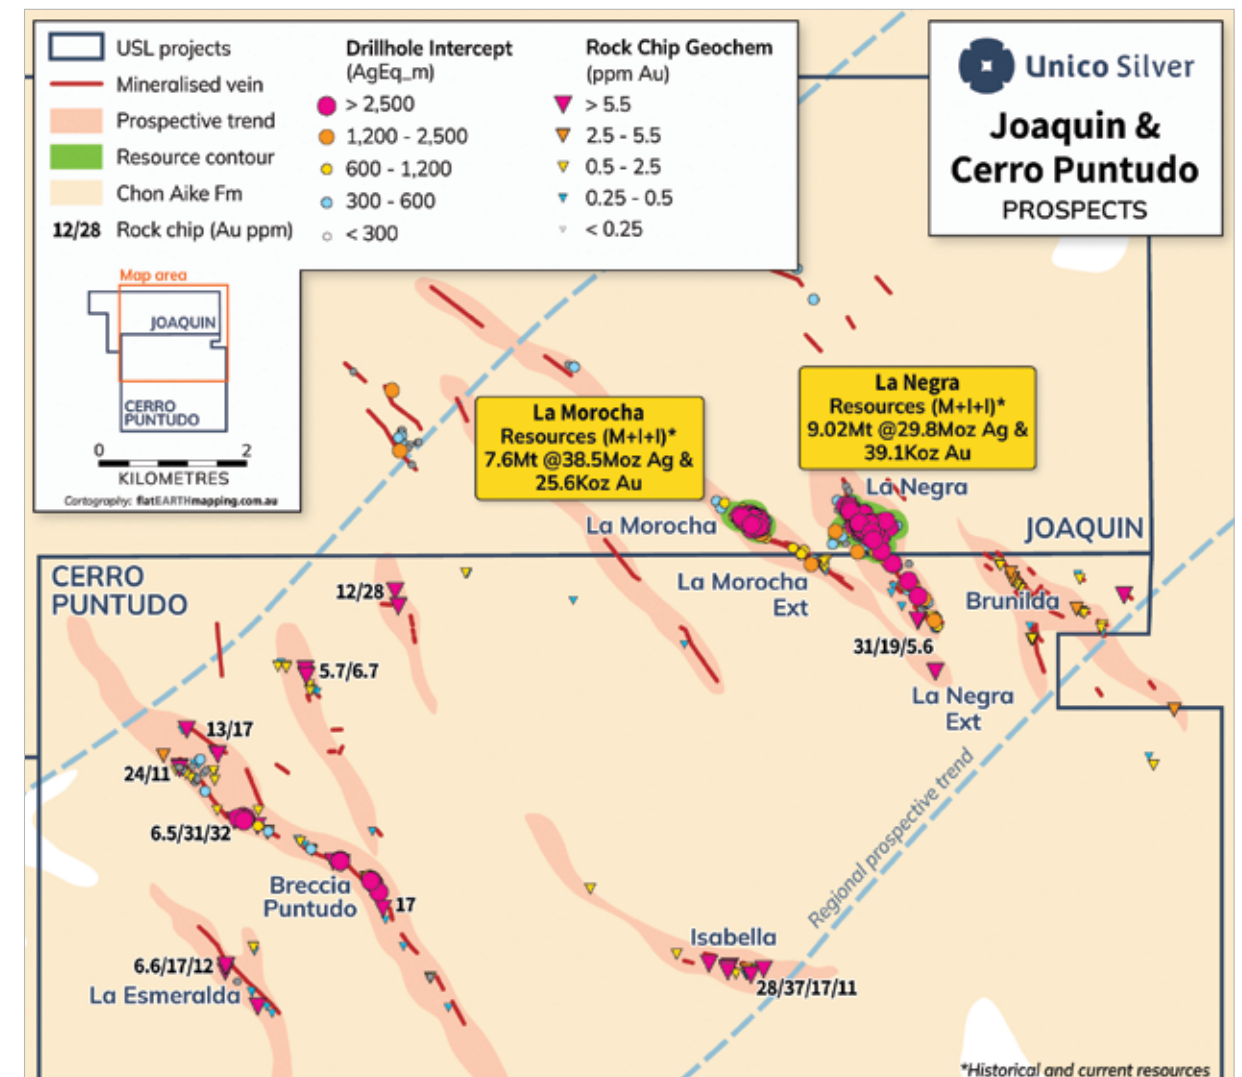 USL projects
Mineralised vein
Prospective trend
Resource contour
Chon Aike Fm
12/28 Rock chip (Au ppm)
Drillhole Intercept
(AgEq_m)
> 2,500
1,200 - 2,500
600 - 1,200
300 - 600
< 300
Rock Chip Geochem
(ppm Au)
> 5.5
2.5 - 5.5
0.5 - 2.5
0.25 - 0.5
< 0.25
Unico Silver
Joaquin &
Cerro Puntudo
PROSPECTS
Map area
JOAQUIN
CERRO
PUNTUDO
0 2
KILOMETRES
Cartography: flatEARTHmapping.com.au
La Morocha
Resources (M+I+I)*
7.6Mt @38.5Moz Ag &
25.6Koz Au
La Negra
Resources (M+I+I)*
9.02Mt @29.8Moz Ag &
39.1Koz Au
La Negra
La Morocha
JOAQUIN
CERRO
PUNTUDO
12/28
La Morocha
Ext
Brunilda
31/19/5.6
5.7/6.7
La Negra
Ext
13/17
24/11
6.5/31/32
Regional prospective trend
Breccia
Puntudo
17
Isabella
6.6/17/12
28/37/17/11
La Esmeralda
*Historical and current resources